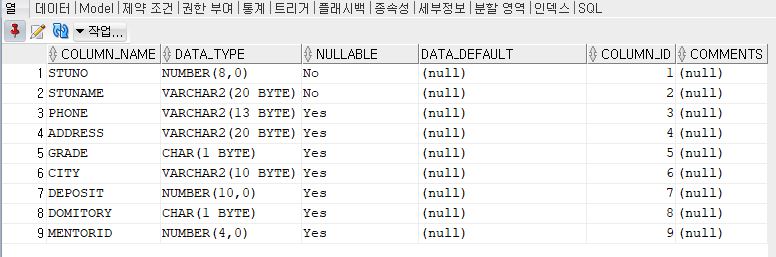 열 데이터 Model 제약 조건 권한 부여 통계 트리거 플래시백 종속성 세부정보 분할 영역 인덱스 SQL
작업...
COLUMN_NAME DATA_TYPE NULLABLE DATA_DEFAULT COLUMN_ID COMMENTS
1 STUNO NUMBER(8,0) No (null) 1 (null)
2 STUNAME VARCHAR2(20 BYTE) No (null) 2 (null)
3 PHONE VARCHAR2(13 BYTE) Yes (null) 3 (null)
4 ADDRESS VARCHAR2(20 BYTE) Yes (null) 4 (null)
5 GRADE CHAR(1 BYTE) Yes (null) 5 (null)
6 CITY VARCHAR2(10 BYTE) Yes (null) 6 (null)
7 DEPOSIT NUMBER(10,0) Yes (null) 7 (null)
8 DOMITORY CHAR(1 BYTE) Yes (null) 8 (null)
9 MENTORID NUMBER(4,0) Yes (null) 9 (null)